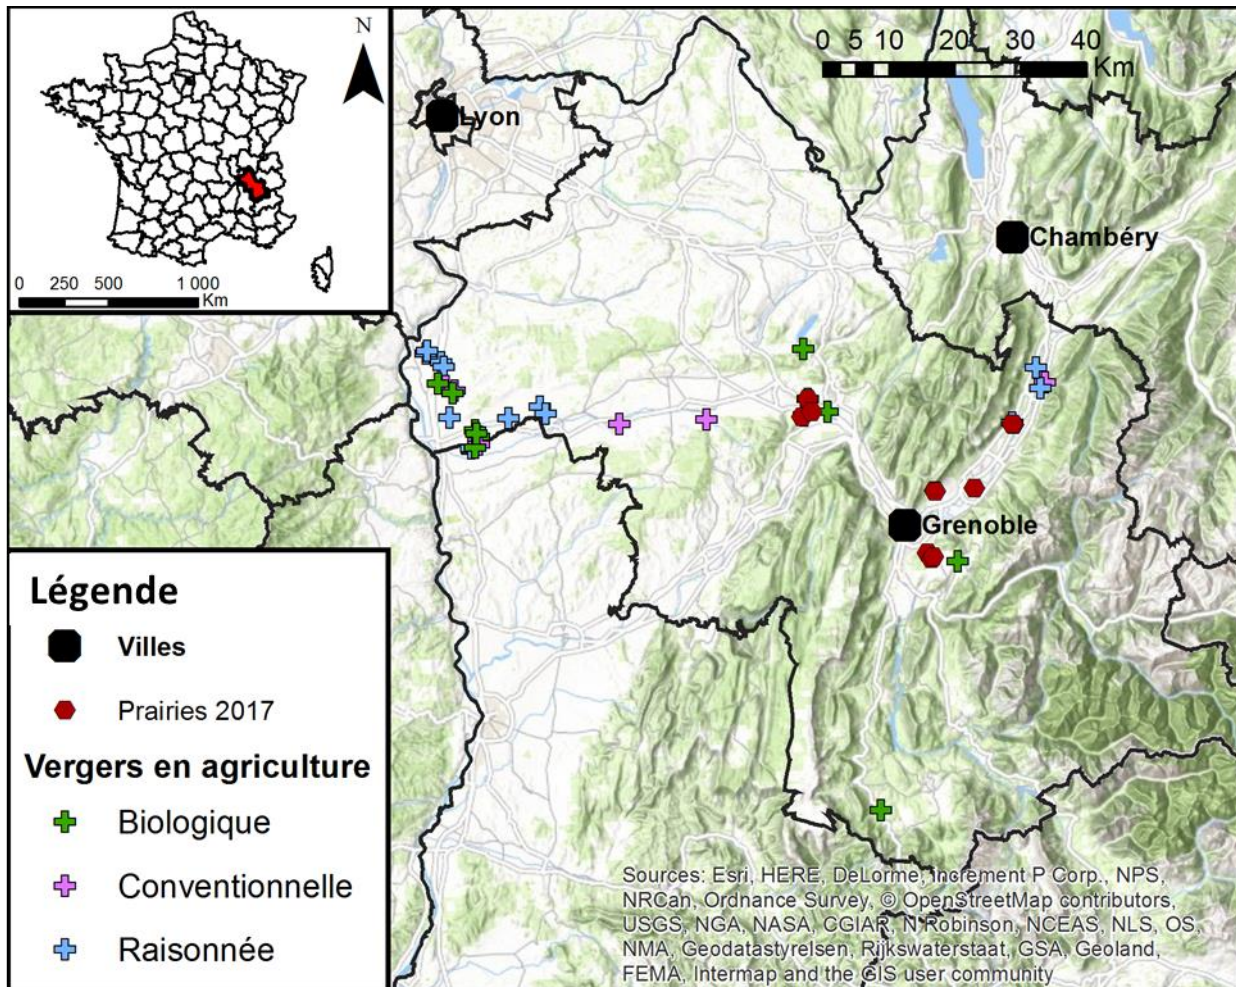 N
0 250 500 1 000
Km
0 5 10 20 30 40
Km
Lyon
Chambéry
Grenoble
Légende
Villes
Prairies 2017
Vergers en agriculture
Biologique
Conventionnelle
Raisonnée
Sources: Esri, HERE, DeLorme, increment P Corp., NPS,
NRCan, Ordnance Survey, © OpenStreetMap contributors,
USGS, NGA, NASA, CGIAR, N Robinson, NCEAS, NLS, OS,
NMA, Geodatastyrelsen, Rijkswaterstaat, GSA, Geoland,
FEMA, Intermap and the GIS user community